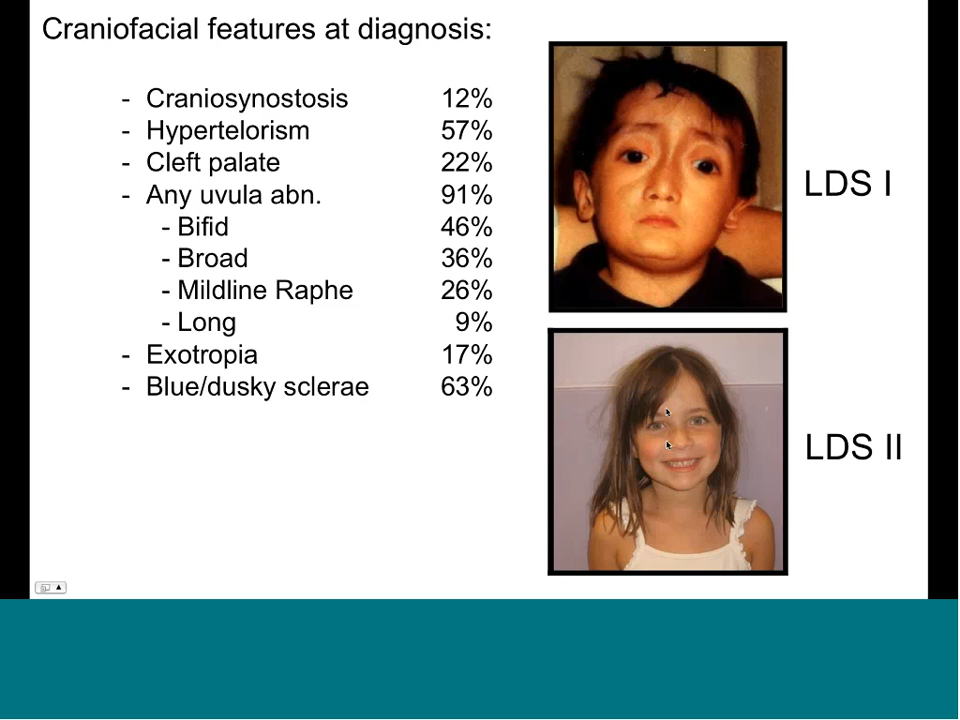 Craniofacial features at diagnosis:
- Craniosynostosis 12%
- Hypertelorism 57%
- Cleft palate 22%
- Any uvula abn. 91%
- Bifid 46%
- Broad 36%
- Mildline Raphe 26%
- Long 9%
- Exotropia 17%
- Blue/dusky sclerae 63%
LDS I
LDS II